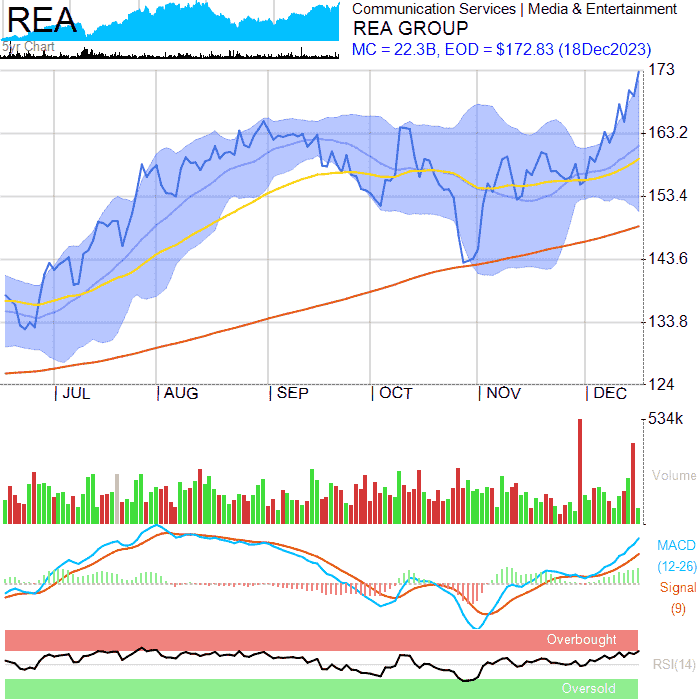 REA
5yr Chart
Communication Services | Media & Entertainment
REA GROUP
MC = 22.3B, EOD = $172.83 (18Dec2023)
173
163.2
153.4
143.6
133.8
124
| JUL
| AUG
| SEP
| OCT
| NOV
| DEC
534k
Volume
MACD
(12-26)
Signal
(9)
Overbought
RSI(14)
Oversold